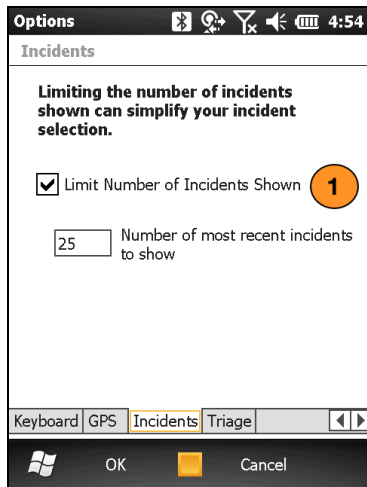 Options 4:54
Incidents
Limiting the number of incidents
shown can simplify your incident
selection.
Limit Number of Incidents Shown 1
25 Number of most recent incidents
to show
Keyboard GPS Incidents Triage
OK Cancel